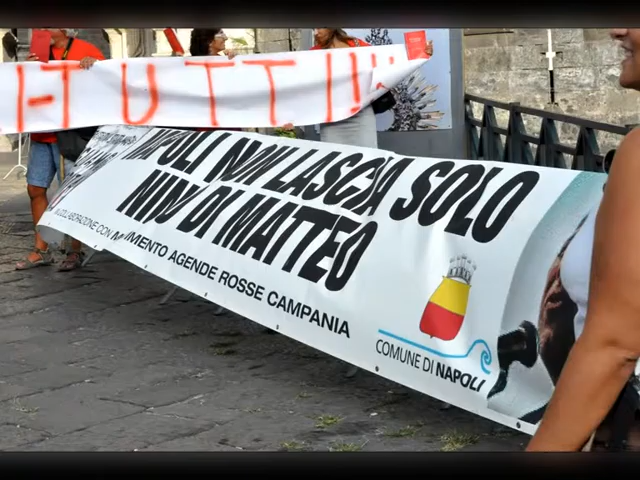 TUTTI!!!
NAPOLI NON LASCIA SOLO
NINO DI MATTEO
IN COLLABORAZIONE CON MOVIMENTO AGENDE ROSSE CAMPANIA
COMUNE DI NAPOLI